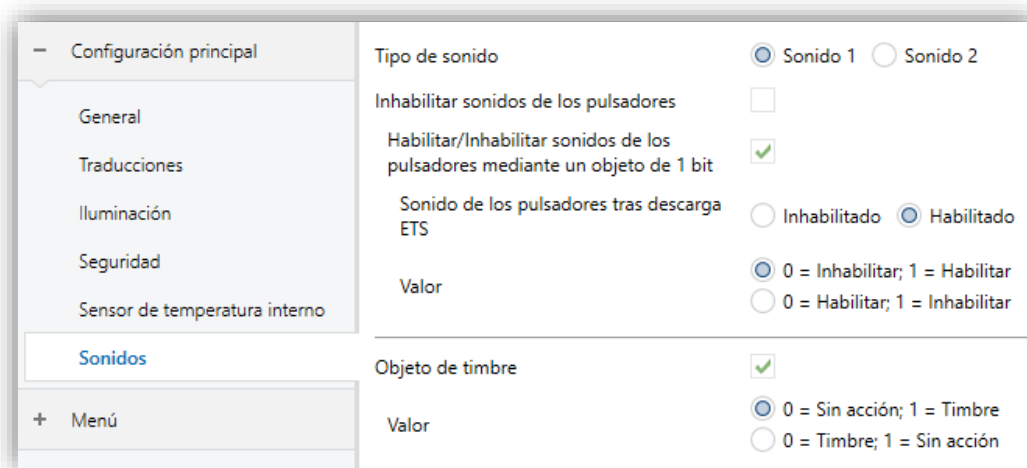 Configuración principal
General
Traducciones
Iluminación
Seguridad
Sensor de temperatura interno
Sonidos
Menú
Tipo de sonido
Sonido 1 Sonido 2
Inhabilitar sonidos de los pulsadores
Habilitar/Inhabilitar sonidos de los
pulsadores mediante un objeto de 1 bit
Sonido de los pulsadores tras descarga
ETS
Inhabilitado Habilitado
Valor
0 = Inhabilitar; 1 = Habilitar
0 = Habilitar; 1 = Inhabilitar
Objeto de timbre
Valor
0 = Sin acción; 1 = Timbre
0 = Timbre; 1 = Sin acción